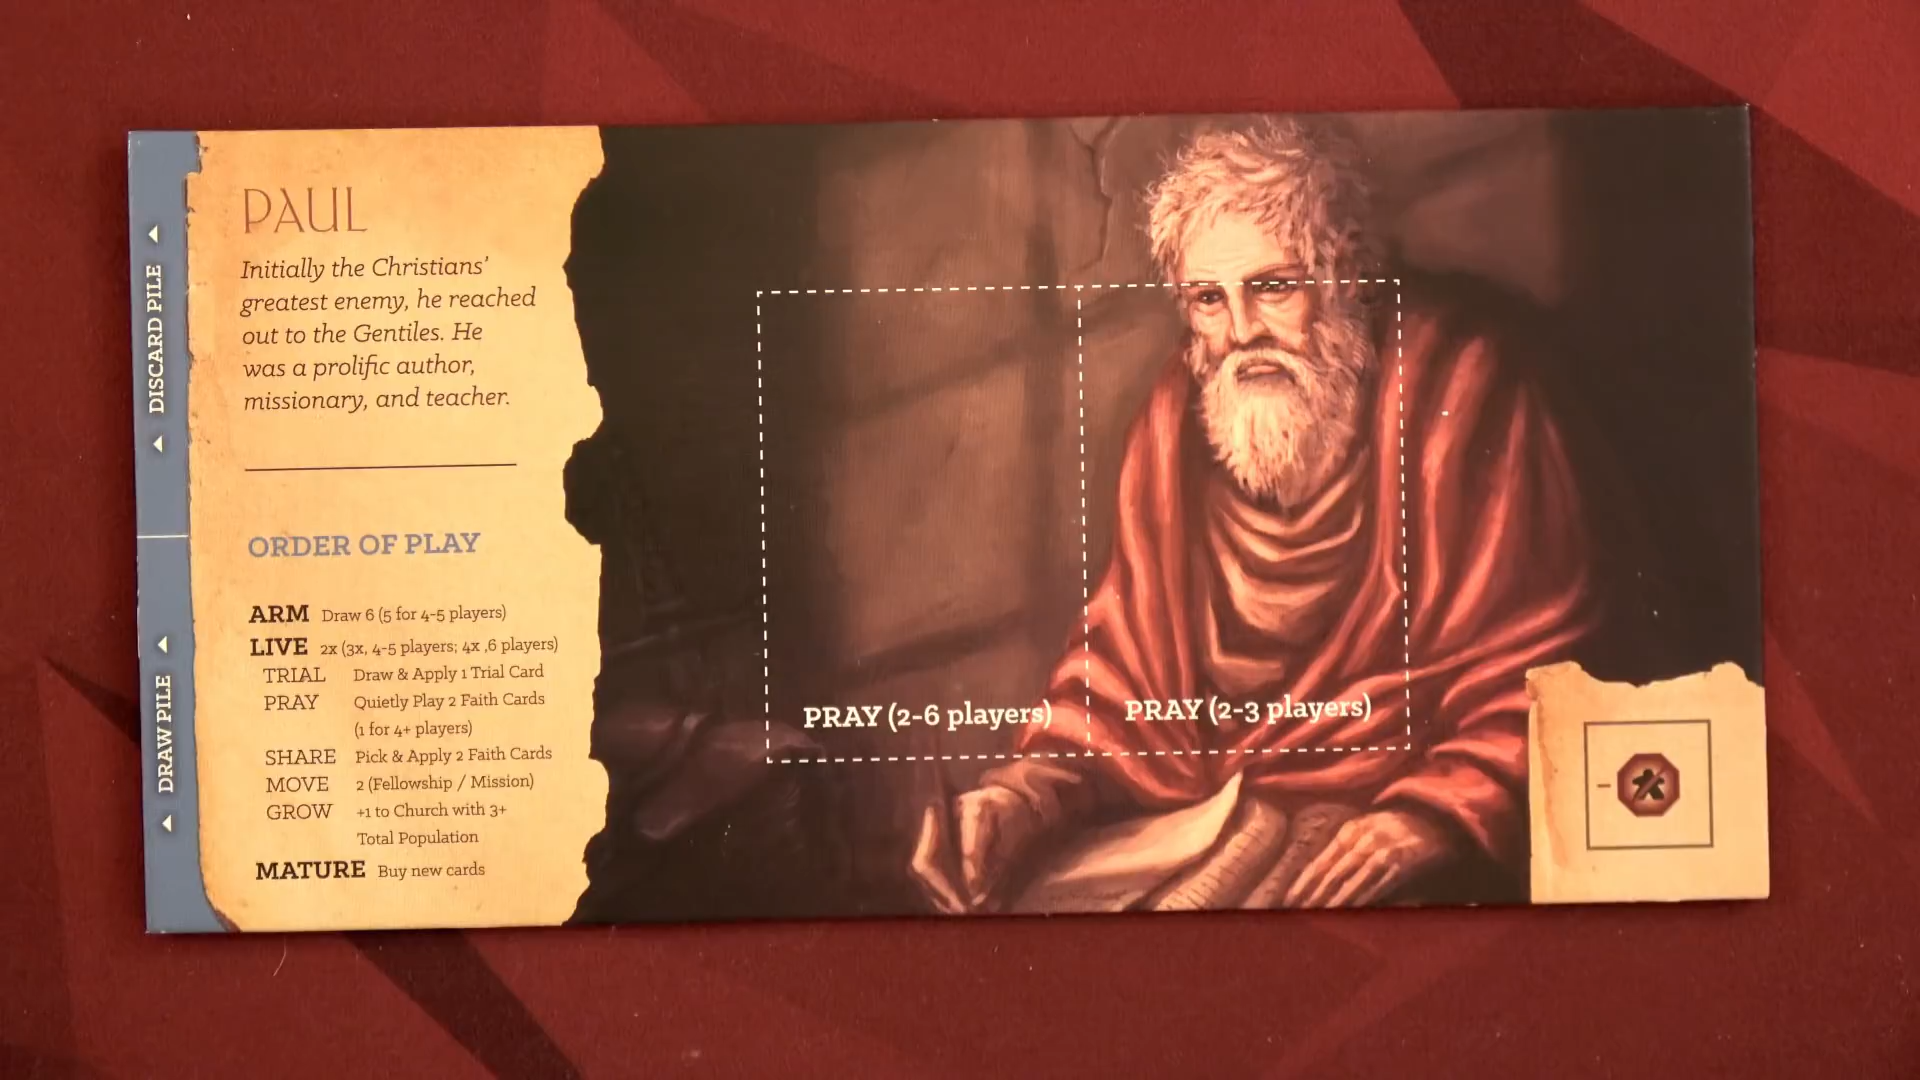 DISCARD PILE
DRAW PILE
PAUL
Initially the Christians'
greatest enemy, he reached
out to the Gentiles. He
was a prolific author,
missionary, and teacher.
ORDER OF PLAY
ARM Draw 6 (5 for 4-5 players)
LIVE 2x (3x, 4-5 players; 4x ,6 players)
TRIAL Draw & Apply 1 Trial Card
PRAY Quietly Play 2 Faith Cards
(1 for 4+ players)
SHARE Pick & Apply 2 Faith Cards
MOVE 2 (Fellowship / Mission)
GROW +1 to Church with 3+
Total Population
MATURE Buy new cards
PRAY (2-6 players)
PRAY (2-3 players)
-